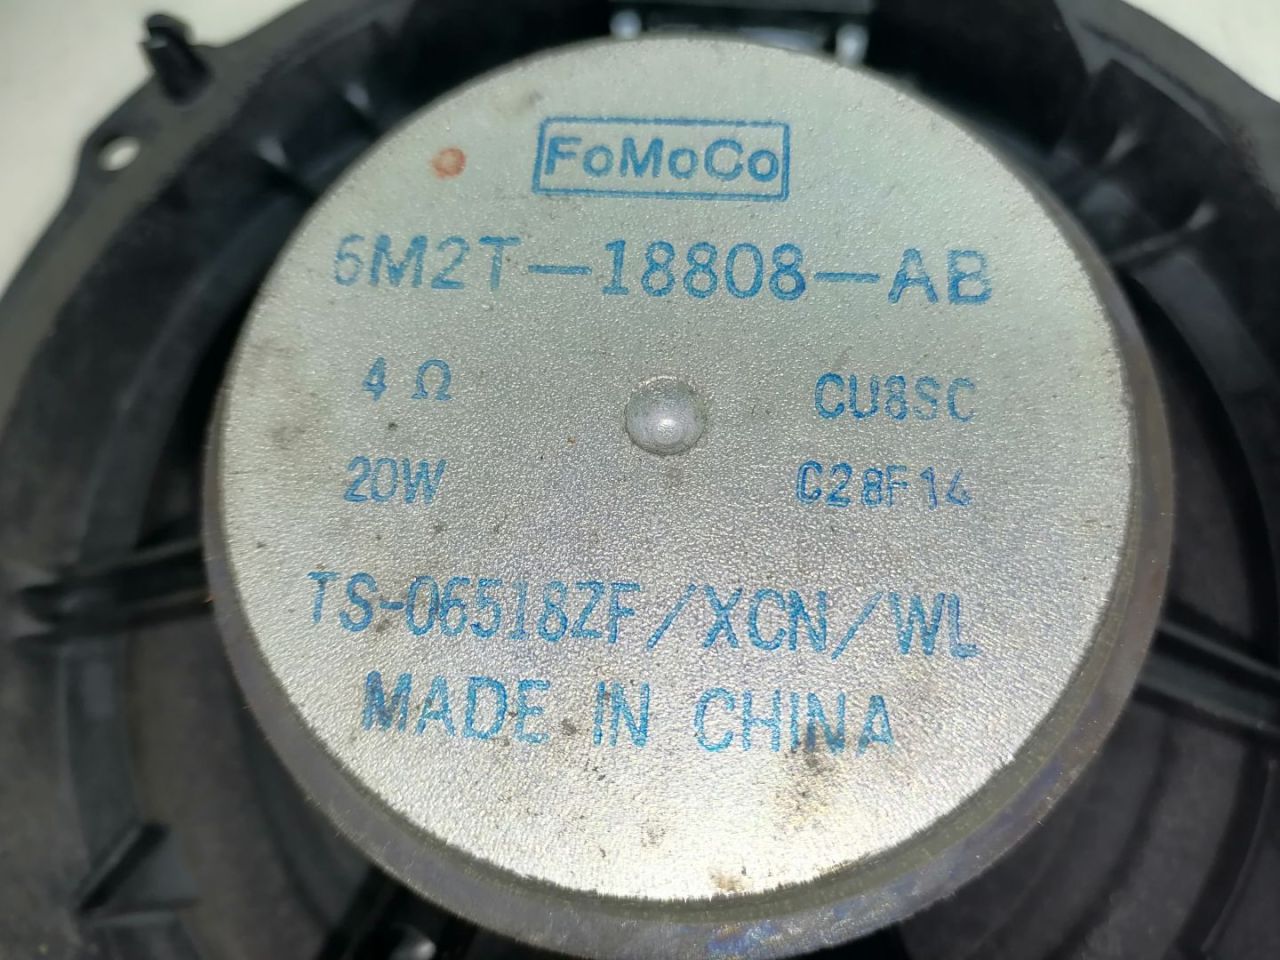 FoMoCo
6M2T-18808-AB
4 Ω CU8SC
20W C28F14
TS-06518ZF/XCN/WL
MADE IN CHINA